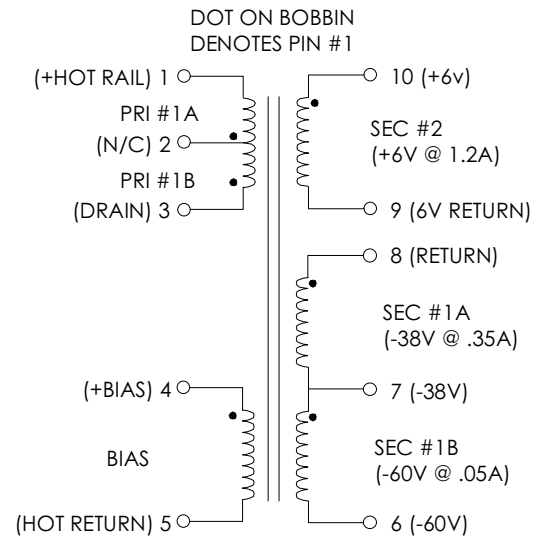 DOT ON BOBBIN
DENOTES PIN #1
(+HOT RAIL) 1
10 (+6v)
PRI #1A
SEC #2
(+6V @ 1.2A)
(N/C) 2
PRI #1B
(DRAIN) 3
9 (6V RETURN)
8 (RETURN)
SEC #1A
(-38V @ .35A)
(+BIAS) 4
7 (-38V)
BIAS
SEC #1B
(-60V @ .05A)
(HOT RETURN) 5
6 (-60V)